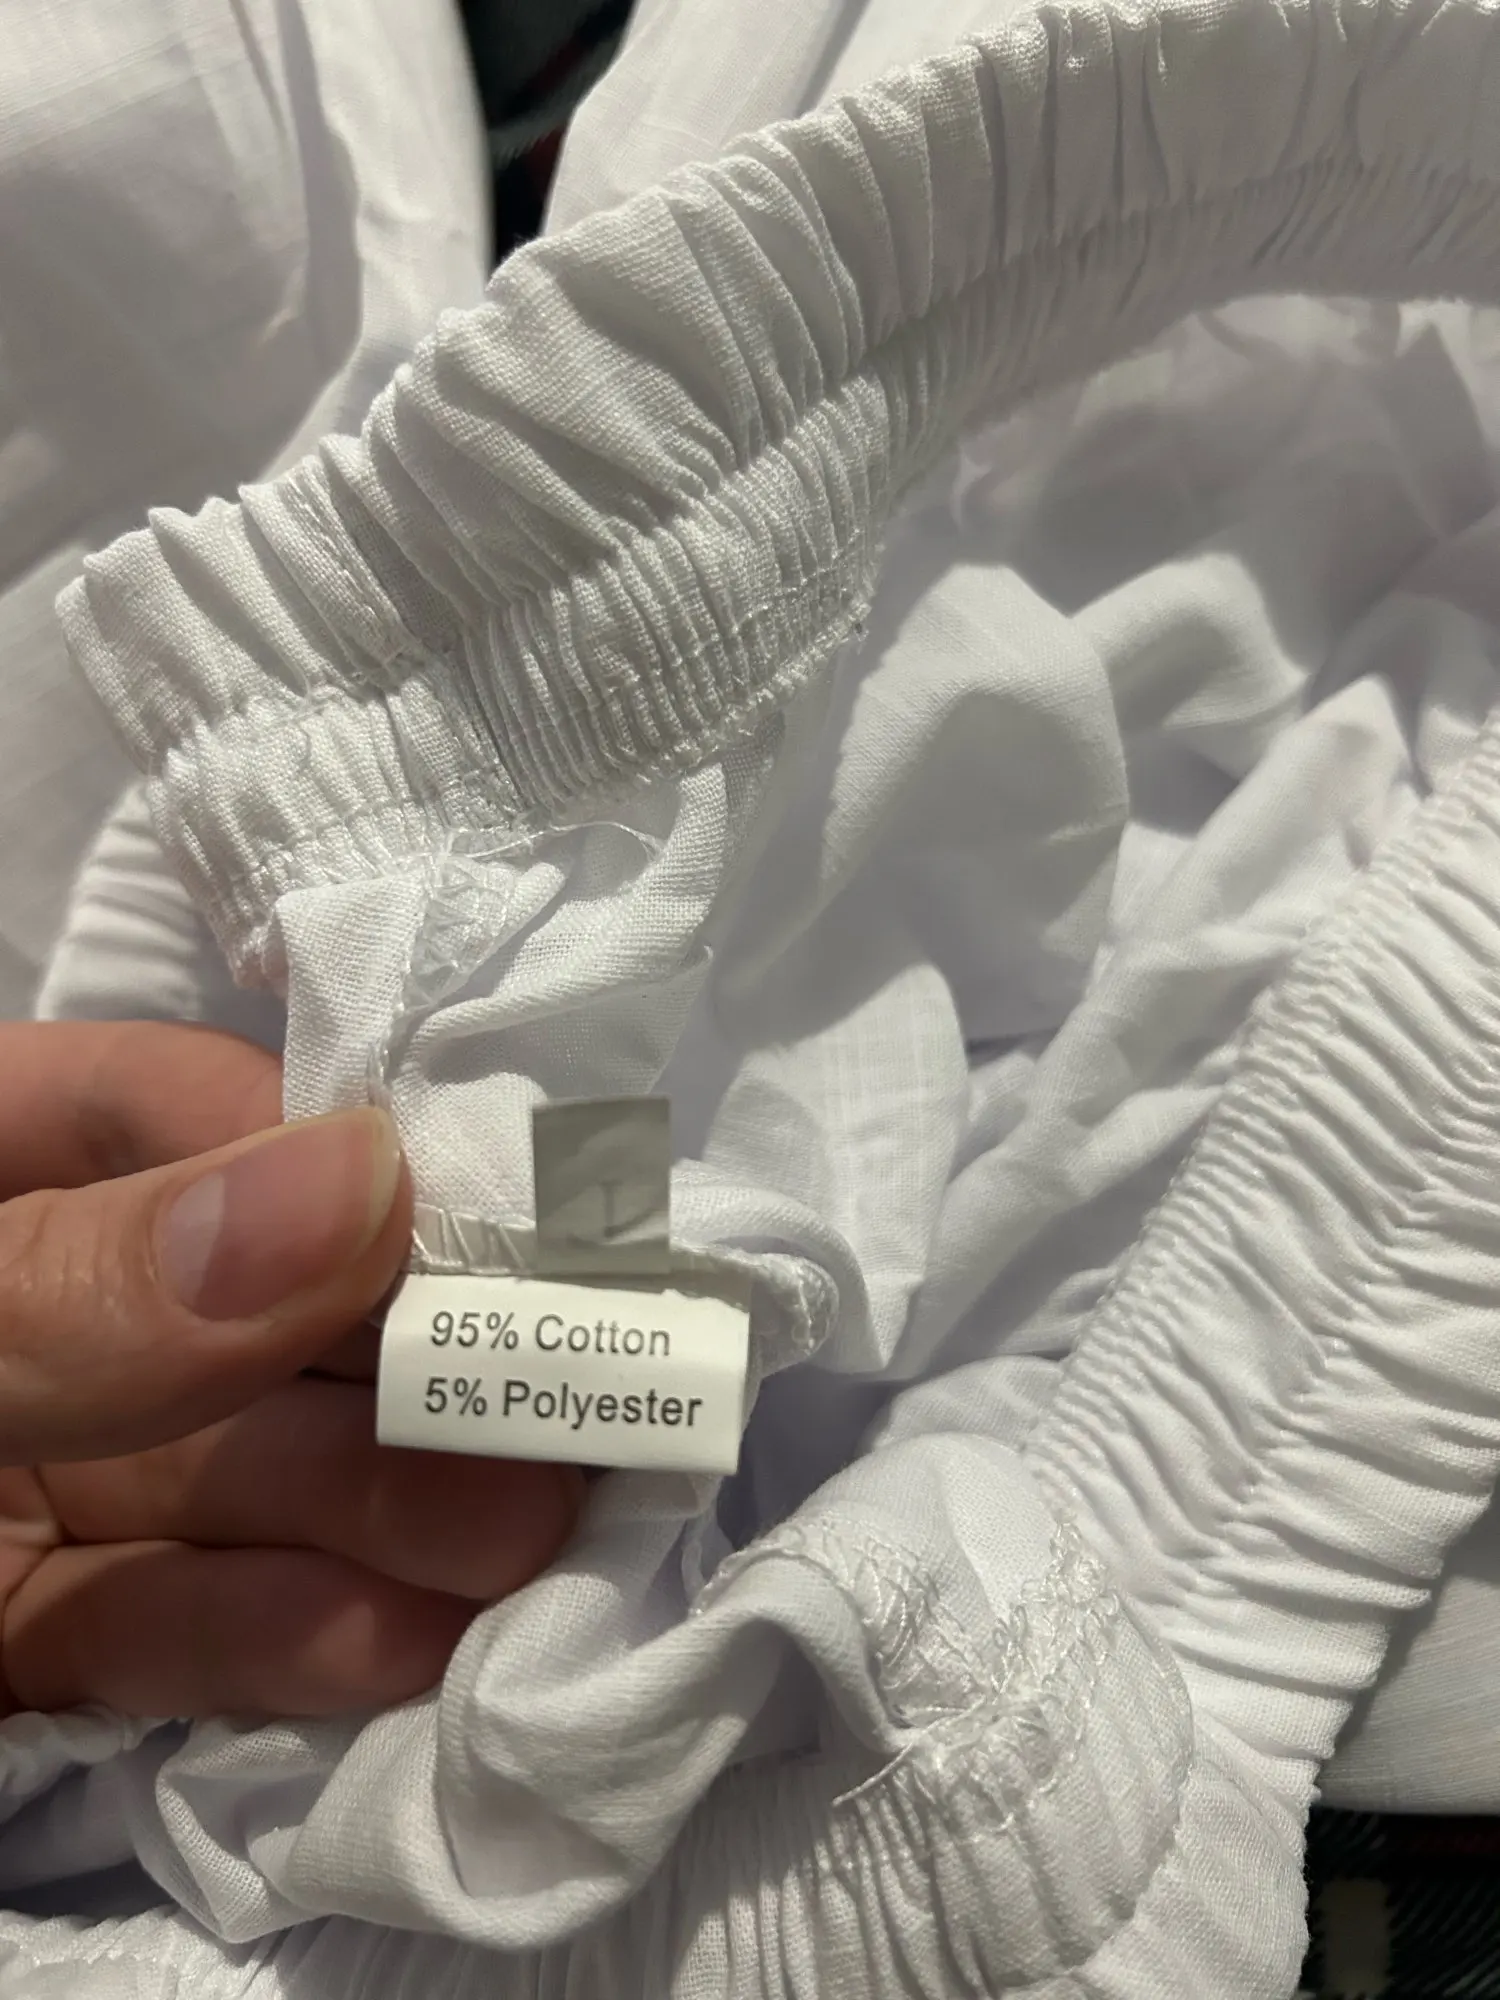 L
95% Cotton
5% Polyester